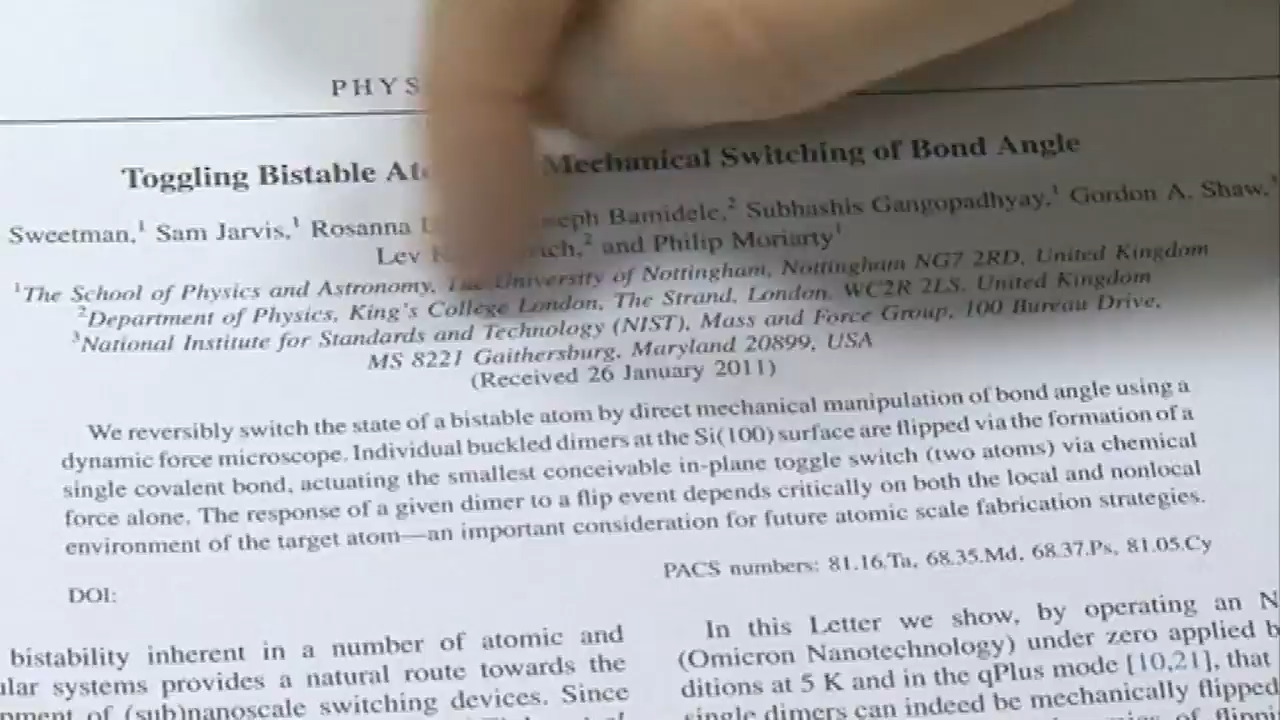 PHYS
Toggling Bistable Mechanical Switching of Bond Angle
Sweetman,¹ Sam Jarvis,¹ Rosanna Bamidele,² Subhashis Gangopadhyay,¹ Gordon A. Shaw,³
Lev and Philip Moriarty¹
¹The School of Physics and Astronomy, The University of Nottingham, Nottingham NG7 2RD, United Kingdom
²Department of Physics, King's College London, The Strand, London, WC2R 2LS, United Kingdom
³National Institute for Standards and Technology (NIST), Mass and Force Group, 100 Bureau Drive,
MS 8221 Gaithersburg, Maryland 20899, USA
(Received 26 January 2011)
We reversibly switch the state of a bistable atom by direct mechanical manipulation of bond angle using a
dynamic force microscope. Individual buckled dimers at the Si(100) surface are flipped via the formation of a
single covalent bond, actuating the smallest conceivable in-plane toggle switch (two atoms) via chemical
force alone. The response of a given dimer to a flip event depends critically on both the local and nonlocal
environment of the target atom—an important consideration for future atomic scale fabrication strategies.
PACS numbers: 81.16.Ta, 68.35.Md, 68.37.Ps, 81.05.Cy
DOI:
bistability inherent in a number of atomic and
lar systems provides a natural route towards the
pment of (sub)nanoscale switching devices. Since
In this Letter we show, by operating an N
(Omicron Nanotechnology) under zero applied b
ditions at 5 K and in the qPlus mode [10,21], that
single dimers can indeed be mechanically flipped